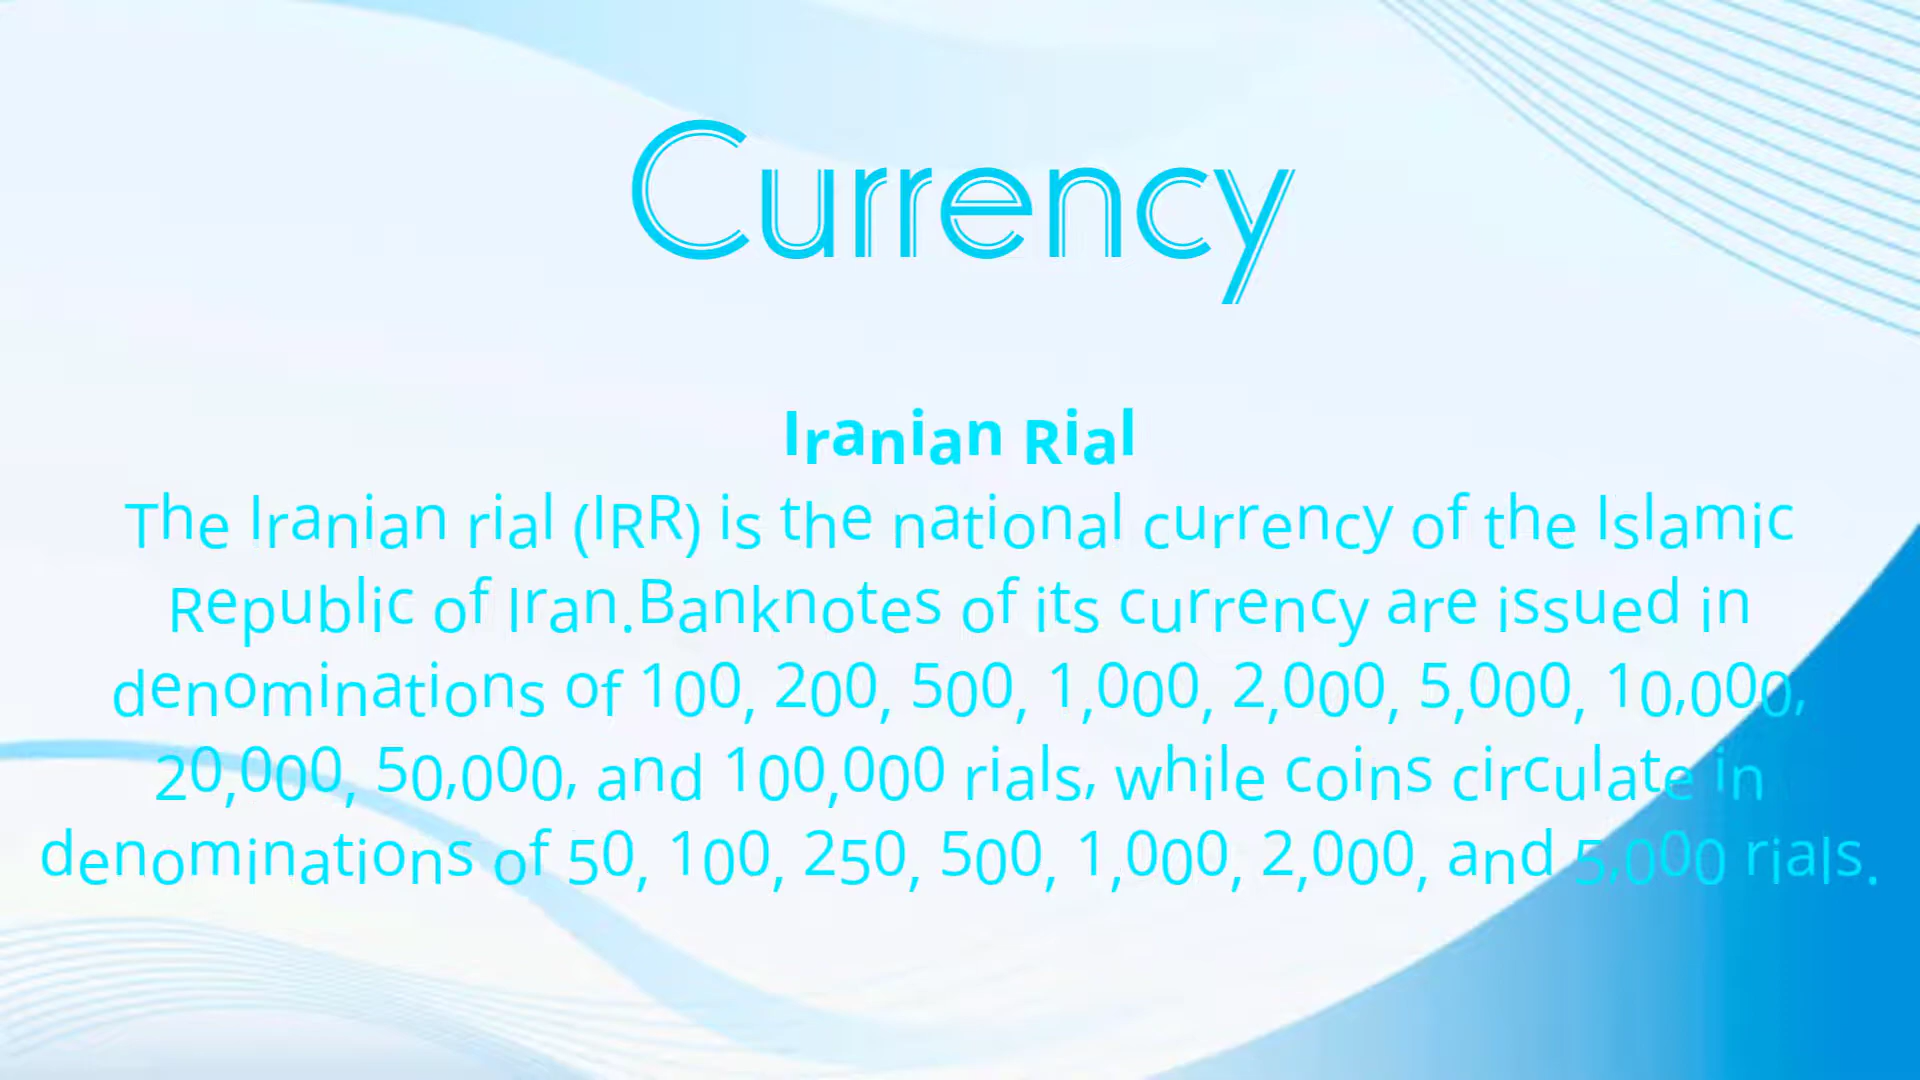 Currency
Iranian Rial
The Iranian rial (IRR) is the national currency of the Islamic
Republic of Iran.Banknotes of its currency are issued in
denominations of 100, 200, 500, 1,000, 2,000, 5,000, 10,000,
20,000, 50,000, and 100,000 rials, while coins circulate in
denominations of 50, 100, 250, 500, 1,000, 2,000, and 5,000 rials.